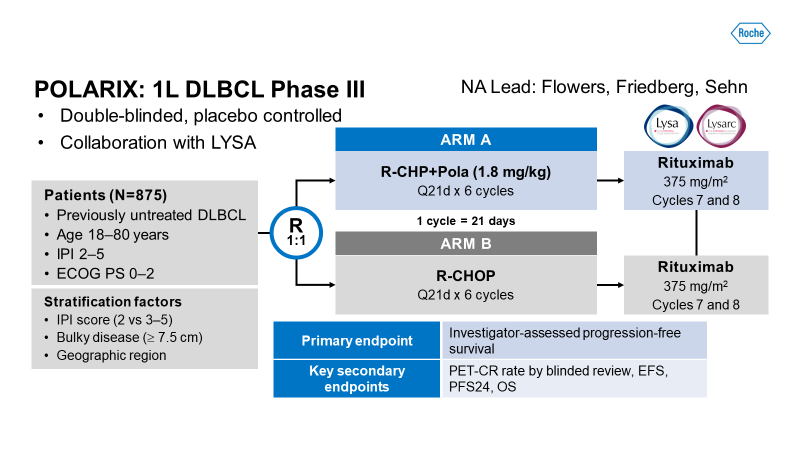 Roche
POLARIX: 1L DLBCL Phase III
NA Lead: Flowers, Friedberg, Sehn
• Double-blinded, placebo controlled
• Collaboration with LYSA
Lysa
Lysarc
ARM A
R-CHP+Pola (1.8 mg/kg)
Q21d x 6 cycles
Rituximab
375 mg/m²
Cycles 7 and 8
Patients (N=875)
• Previously untreated DLBCL
• Age 18–80 years
• IPI 2–5
• ECOG PS 0–2
R
1:1
1 cycle = 21 days
ARM B
R-CHOP
Q21d x 6 cycles
Rituximab
375 mg/m²
Cycles 7 and 8
Stratification factors
• IPI score (2 vs 3–5)
• Bulky disease (≥ 7.5 cm)
• Geographic region
Primary endpoint
Investigator-assessed progression-free
survival
Key secondary
endpoints
PET-CR rate by blinded review, EFS,
PFS24, OS